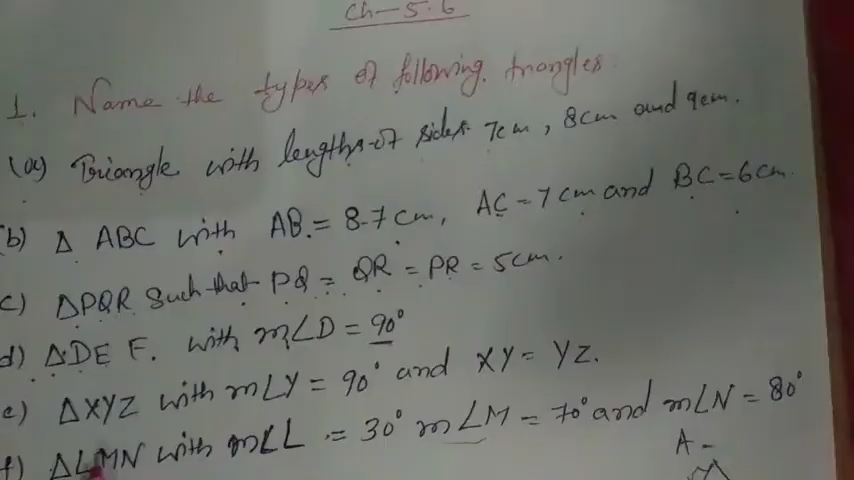 Ch-5.6
1. Name the types of following triangles.
(a) Triangle with lengths of sides 7cm, 8cm and 9cm.
(b) Δ ABC with AB = 8.7 cm, AC = 7 cm and BC = 6 cm.
c) ΔPQR Such that PQ = QR = PR = 5cm.
d) ΔDEF. with m∠D = 90°
e) ΔXYZ with m∠Y = 90° and XY = YZ.
f) ΔLMN with m∠L = 30° m∠M = 70° and m∠N = 80°
A -